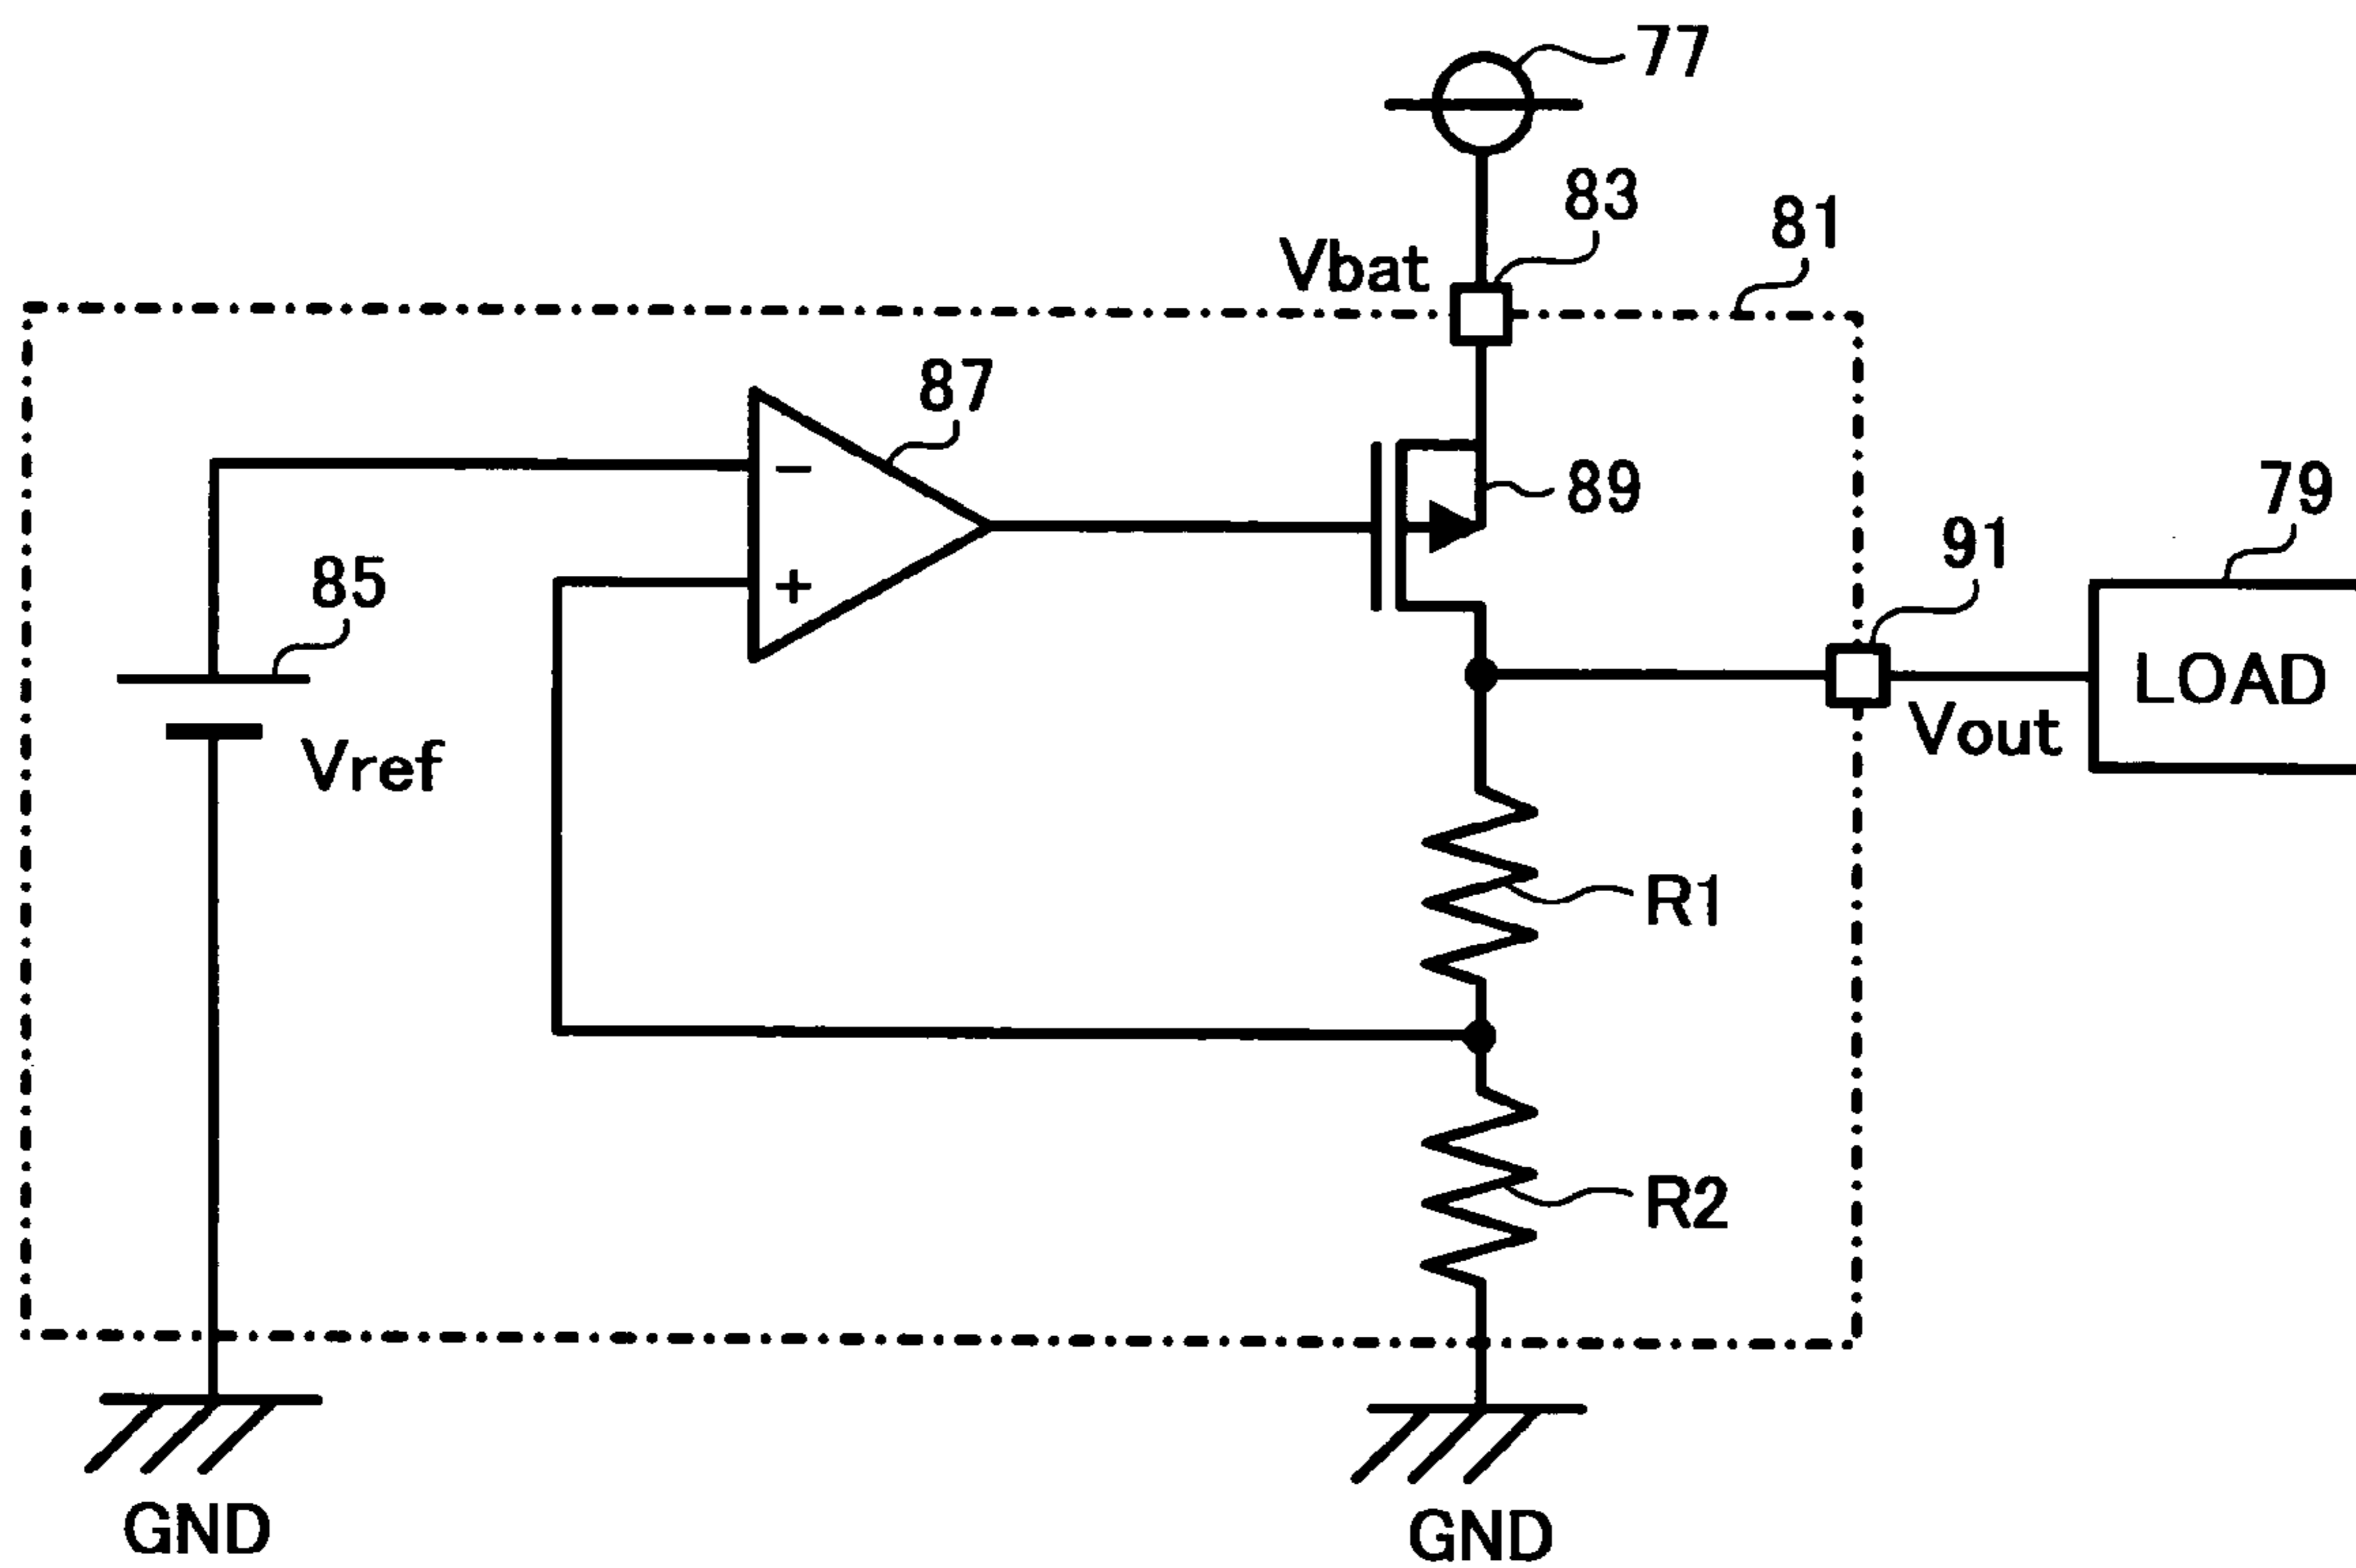 77
83
81
Vbat
87
89
79
91
85
−
+
LOAD
Vout
Vref
R1
R2
GND
GND